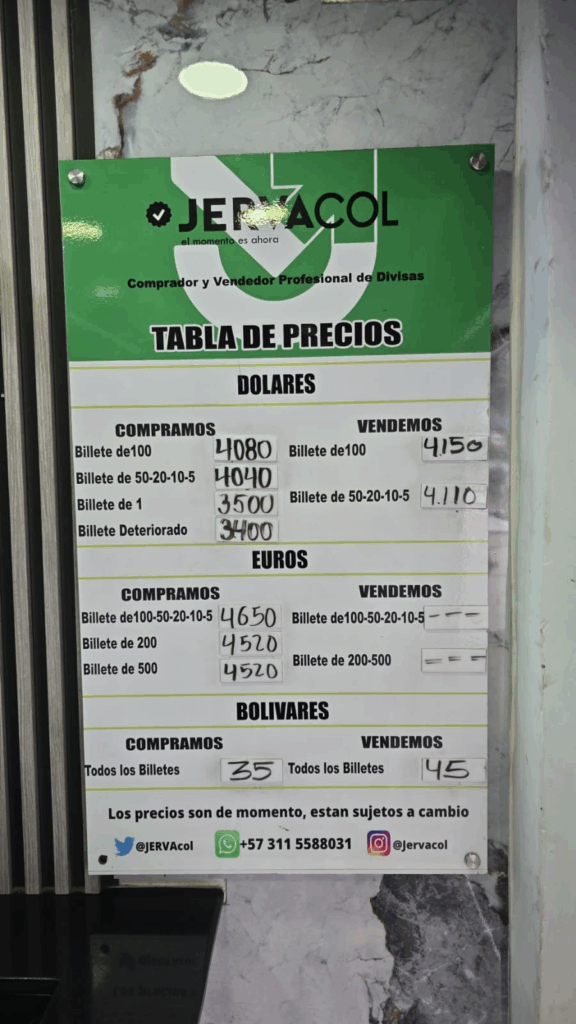 JERVACOL
el momento es ahora
Comprador y Vendedor Profesional de Divisas
TABLA DE PRECIOS
DOLARES
COMPRAMOS VENDEMOS
Billete de100 4080 Billete de100 4.150
Billete de 50-20-10-5 4040 Billete de 50-20-10-5 4.110
Billete de 1 3500
Billete Deteriorado 3400
EUROS
COMPRAMOS VENDEMOS
Billete de100-50-20-10-5 4650 Billete de100-50-20-10-5 ---
Billete de 200 4520 Billete de 200-500 ---
Billete de 500 4520
BOLIVARES
COMPRAMOS VENDEMOS
Todos los Billetes 35 Todos los Billetes 45
Los precios son de momento, estan sujetos a cambio
@JERVAcol +57 311 5588031 @Jervacol